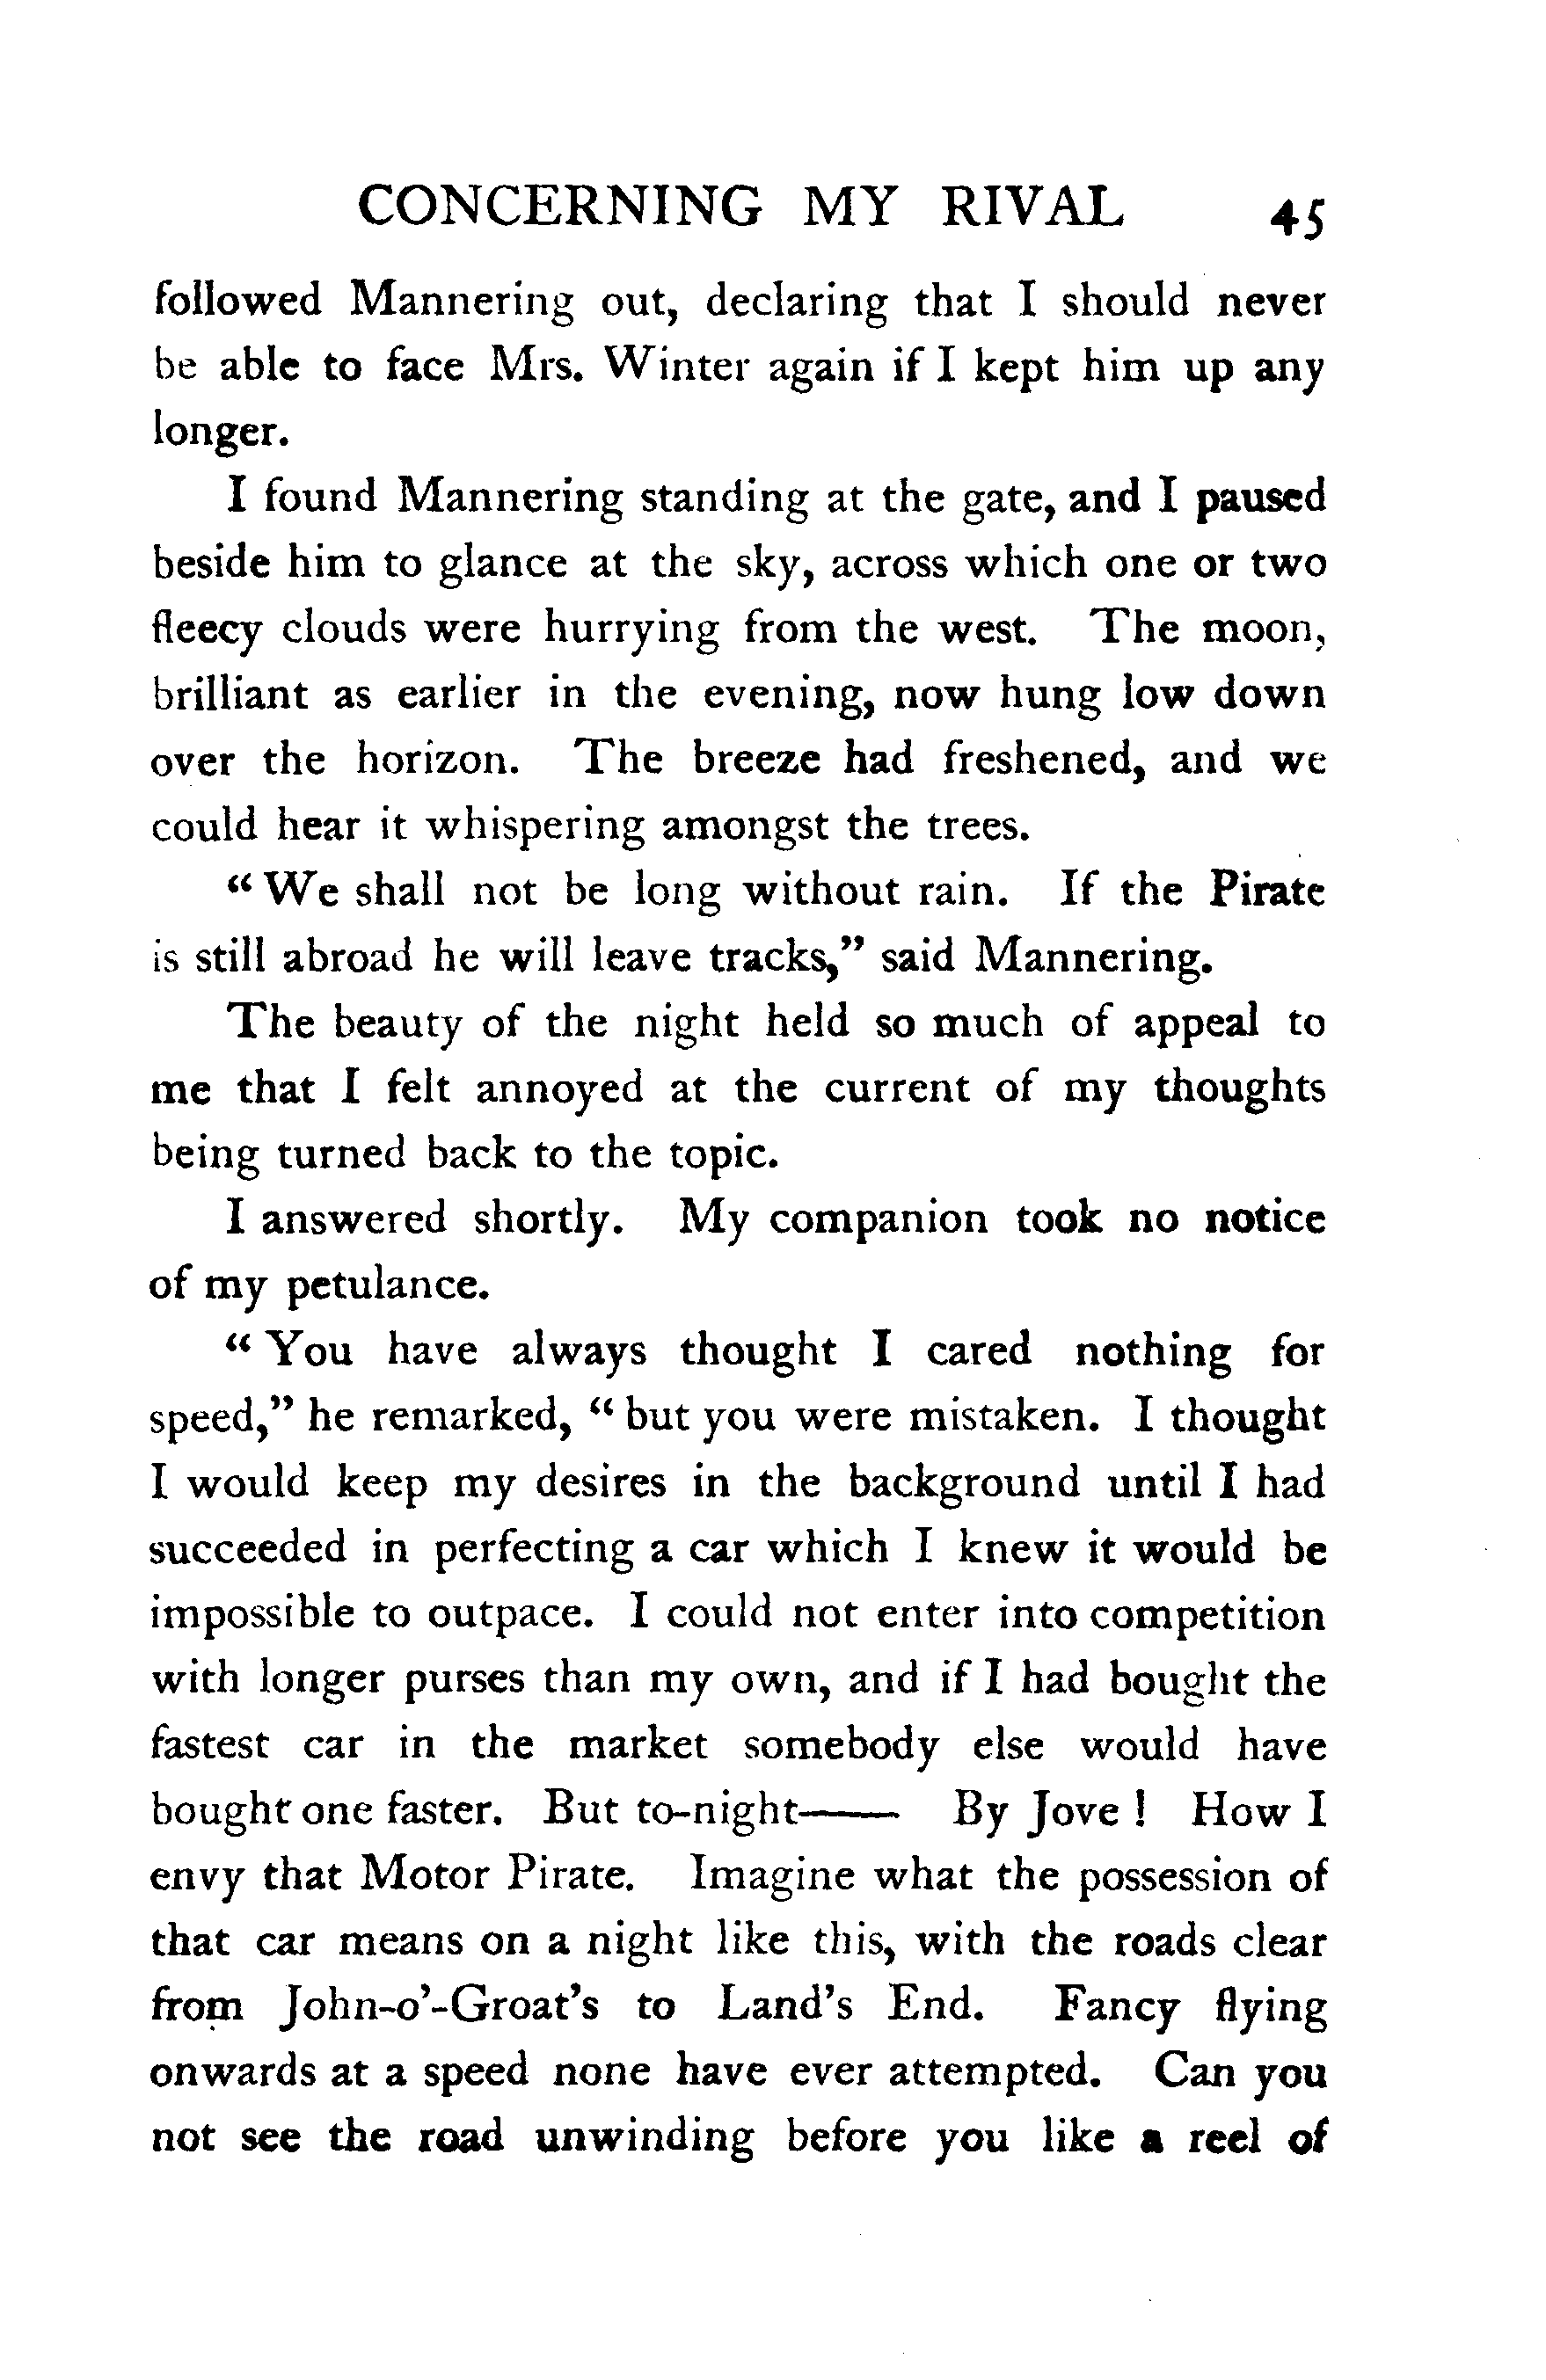 CONCERNING MY RIVAL 45
followed Mannering out, declaring that I should never
be able to face Mrs. Winter again if I kept him up any
longer.
I found Mannering standing at the gate, and I paused
beside him to glance at the sky, across which one or two
fleecy clouds were hurrying from the west. The moon,
brilliant as earlier in the evening, now hung low down
over the horizon. The breeze had freshened, and we
could hear it whispering amongst the trees.
“We shall not be long without rain. If the Pirate
is still abroad he will leave tracks,” said Mannering.
The beauty of the night held so much of appeal to
me that I felt annoyed at the current of my thoughts
being turned back to the topic.
I answered shortly. My companion took no notice
of my petulance.
“You have always thought I cared nothing for
speed,” he remarked, “but you were mistaken. I thought
I would keep my desires in the background until I had
succeeded in perfecting a car which I knew it would be
impossible to outpace. I could not enter into competition
with longer purses than my own, and if I had bought the
fastest car in the market somebody else would have
bought one faster. But to-night—— By Jove! How I
envy that Motor Pirate. Imagine what the possession of
that car means on a night like this, with the roads clear
from John-o’-Groat’s to Land’s End. Fancy flying
onwards at a speed none have ever attempted. Can you
not see the road unwinding before you like a reel of